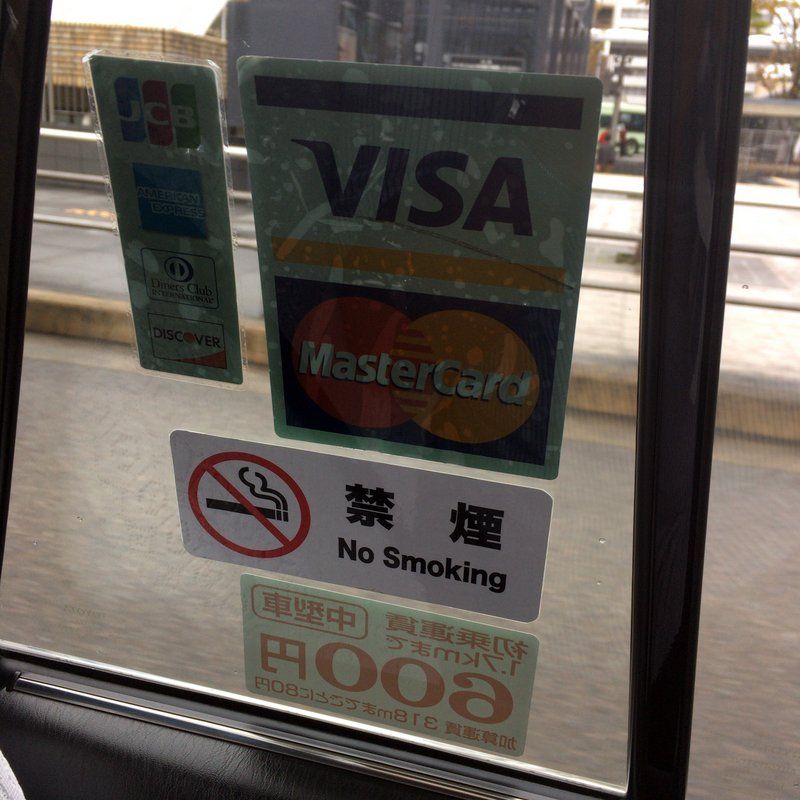 JCB
AMERICAN EXPRESS
Diners Club
INTERNATIONAL
DISCOVER
VISA
MasterCard
禁煙
No Smoking
中型車
初乗運賃
1.7kmまで
600円
加算運賃 318mまでごとに80円